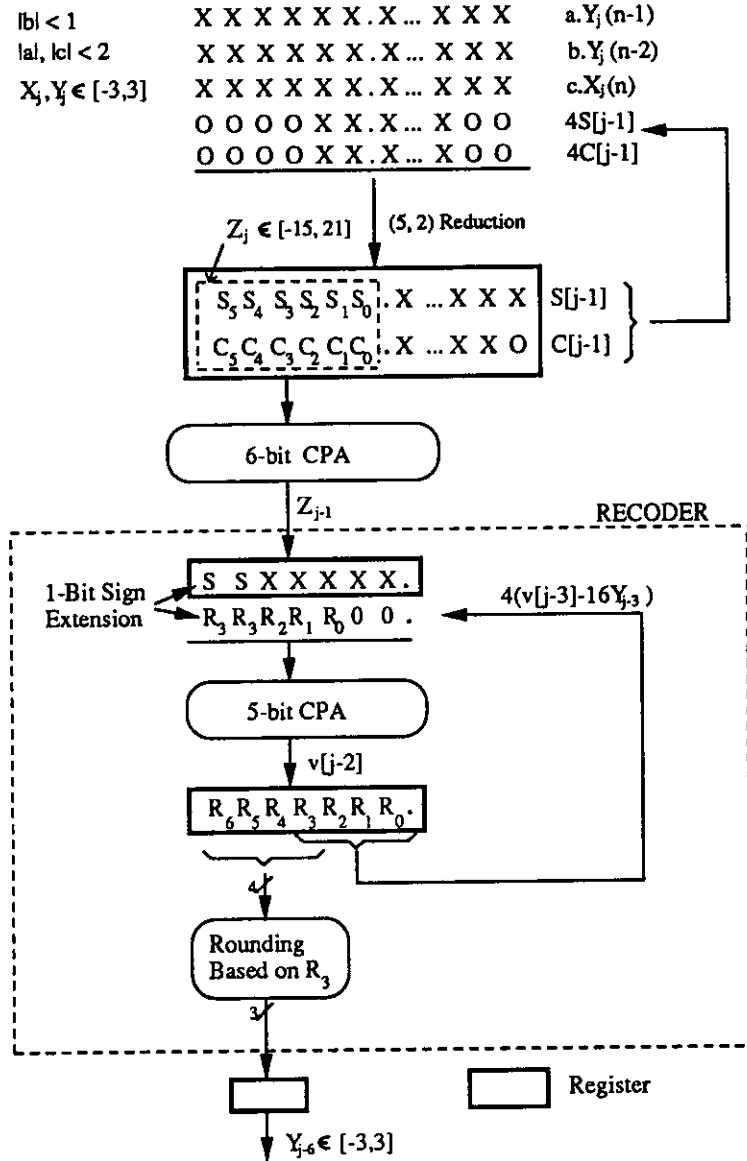 |b| < 1 X X X X X X . X ... X X X a.Y_j(n-1)
|a|, |c| < 2 X X X X X X . X ... X X X b.Y_j(n-2)
X_j,Y_j ∈ [-3,3] X X X X X X . X ... X X X c.X_j(n)
O O O O X X . X ... X O O 4S[j-1]
O O O O X X . X ... X O O 4C[j-1]
Z_j ∈ [-15, 21] (5, 2) Reduction
S_5 S_4 S_3 S_2 S_1 S_0 . X ... X X X S[j-1]
C_5 C_4 C_3 C_2 C_1 C_0 . X ... X X O C[j-1]
6-bit CPA
Z_j-1
RECODER
S S X X X X X .
1-Bit Sign
Extension
R_3 R_3 R_2 R_1 R_0 0 0 .
4(v[j-3]-16Y_j-3)
5-bit CPA
v[j-2]
R_6 R_5 R_4 R_3 R_2 R_1 R_0 .
4
Rounding
Based on R_3
3
Register
Y_j-6 ∈ [-3,3]